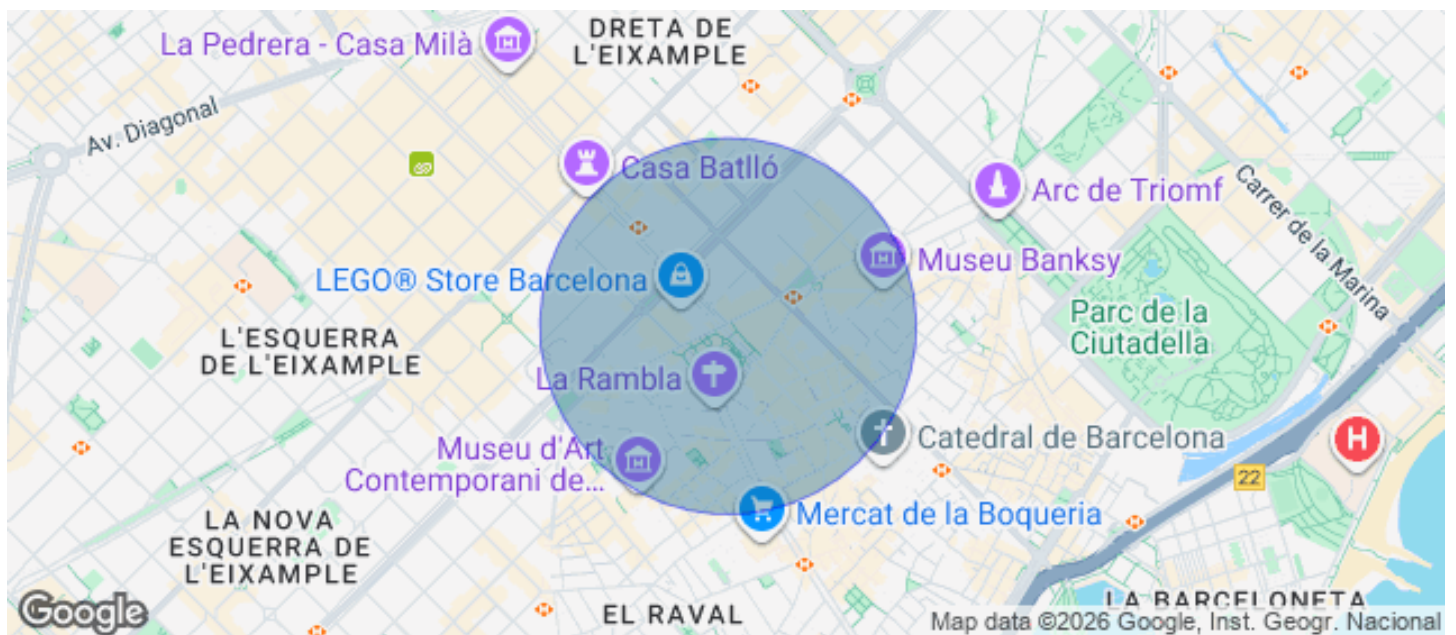 DRETA DE
L'EIXAMPLE
La Pedrera - Casa Milà
Av. Diagonal
Casa Batlló
Arc de Triomf
Carrer de la Marina
LEGO® Store Barcelona
Museu Banksy
Parc de la
Ciutadella
L'ESQUERRA
DE L'EIXAMPLE
La Rambla
Museu d'Art
Contemporani de...
Catedral de Barcelona
H
22
Mercat de la Boqueria
LA NOVA
ESQUERRA DE
L'EIXAMPLE
EL RAVAL
LA BARCELONETA
Google
Map data ©2026 Google, Inst. Geogr. Nacional